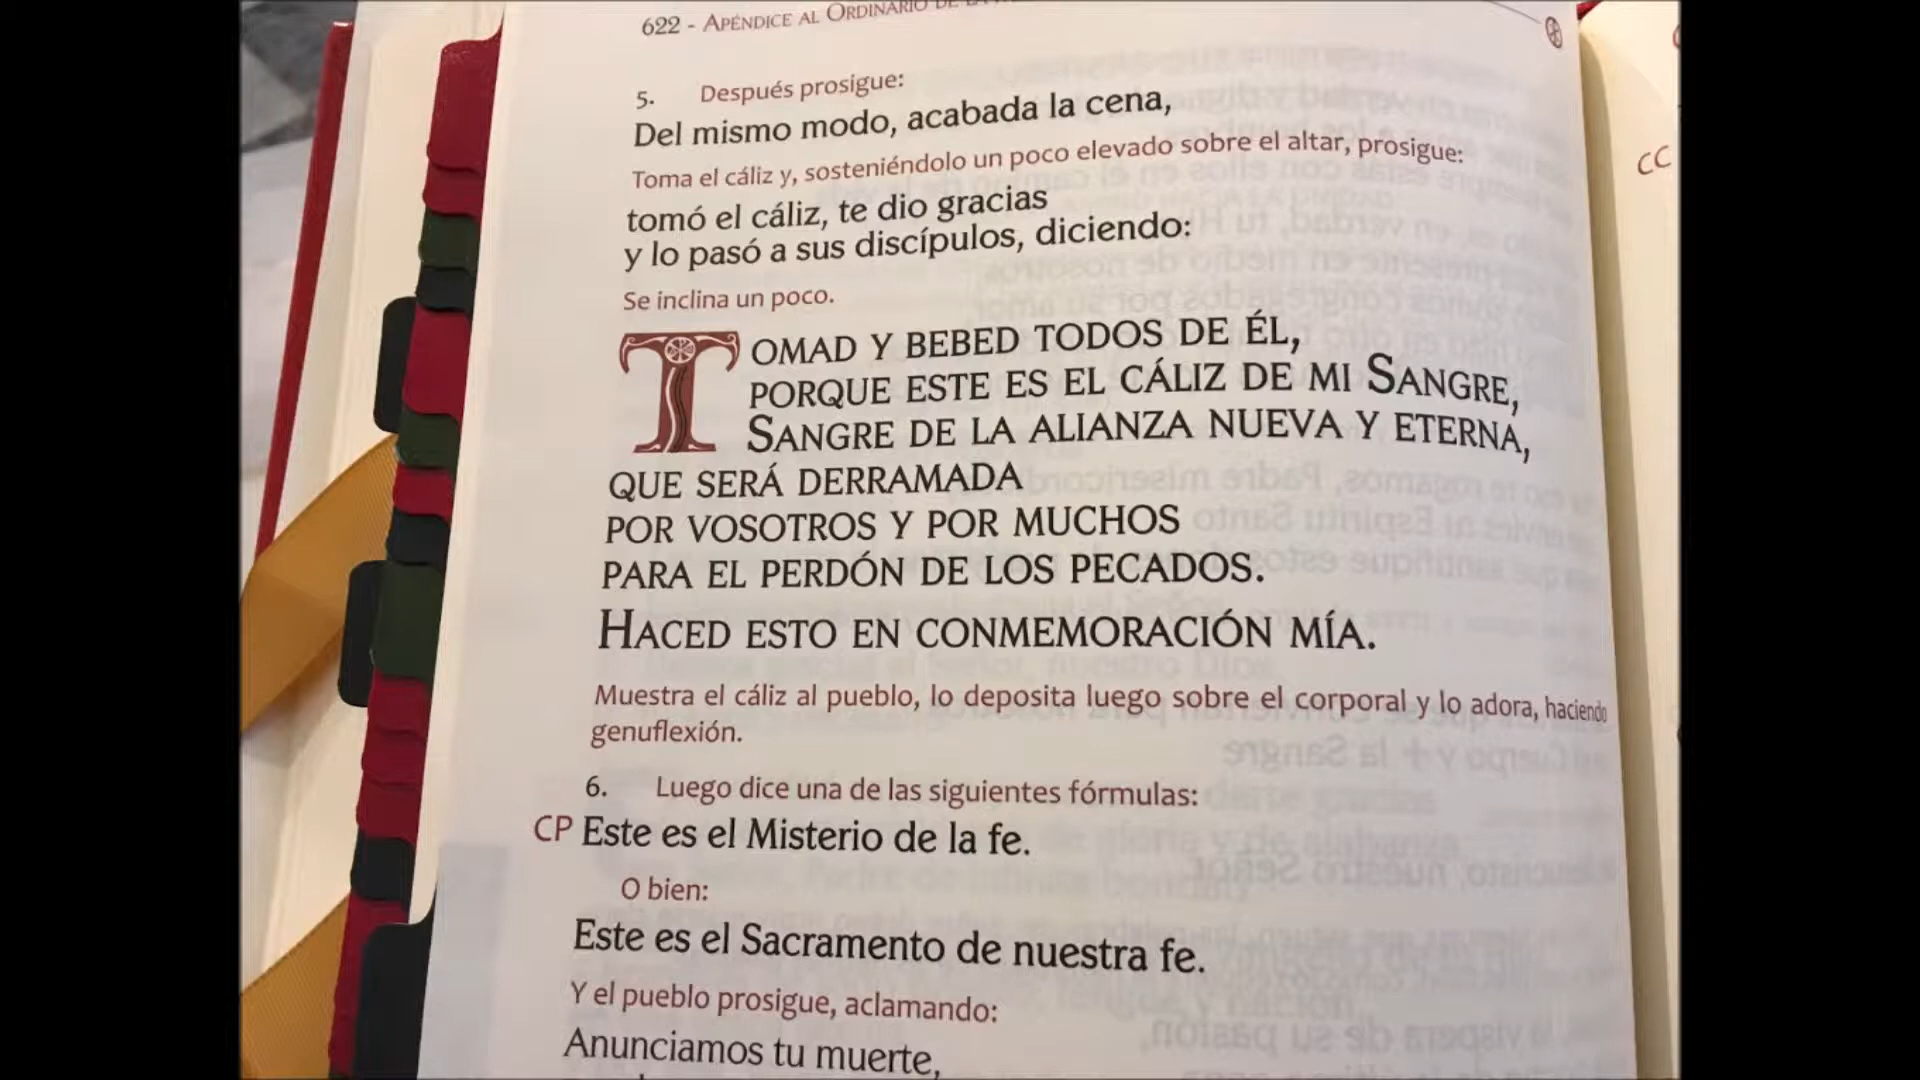 622 - APÉNDICE AL ORDINARIO DE LA
5. Después prosigue:
Del mismo modo, acabada la cena,
Toma el cáliz y, sosteniéndolo un poco elevado sobre el altar, prosigue:
tomó el cáliz, te dio gracias
y lo pasó a sus discípulos, diciendo:
Se inclina un poco.
TOMAD Y BEBED TODOS DE ÉL,
PORQUE ESTE ES EL CÁLIZ DE MI SANGRE,
SANGRE DE LA ALIANZA NUEVA Y ETERNA,
QUE SERÁ DERRAMADA
POR VOSOTROS Y POR MUCHOS
PARA EL PERDÓN DE LOS PECADOS.
HACED ESTO EN CONMEMORACIÓN MÍA.
Muestra el cáliz al pueblo, lo deposita luego sobre el corporal y lo adora, haciendo
genuflexión.
6. Luego dice una de las siguientes fórmulas:
CP Este es el Misterio de la fe.
O bien:
Este es el Sacramento de nuestra fe.
Y el pueblo prosigue, aclamando:
Anunciamos tu muerte,
CC